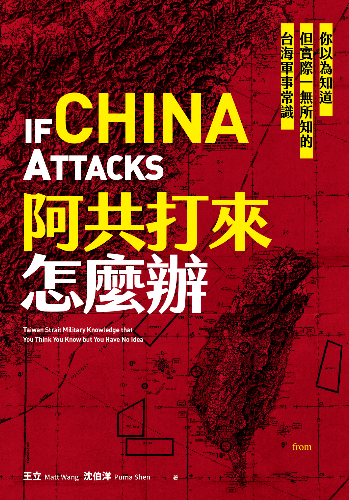 你以為知道
但實際一無所知的
台海軍事常識
IF CHINA
ATTACKS
阿共打來
怎麼辦
Taiwan Strait Military Knowledge that
You Think You Know but You Have No Idea
from
王立 Matt Wang 沈伯洋 Puma Shen 著